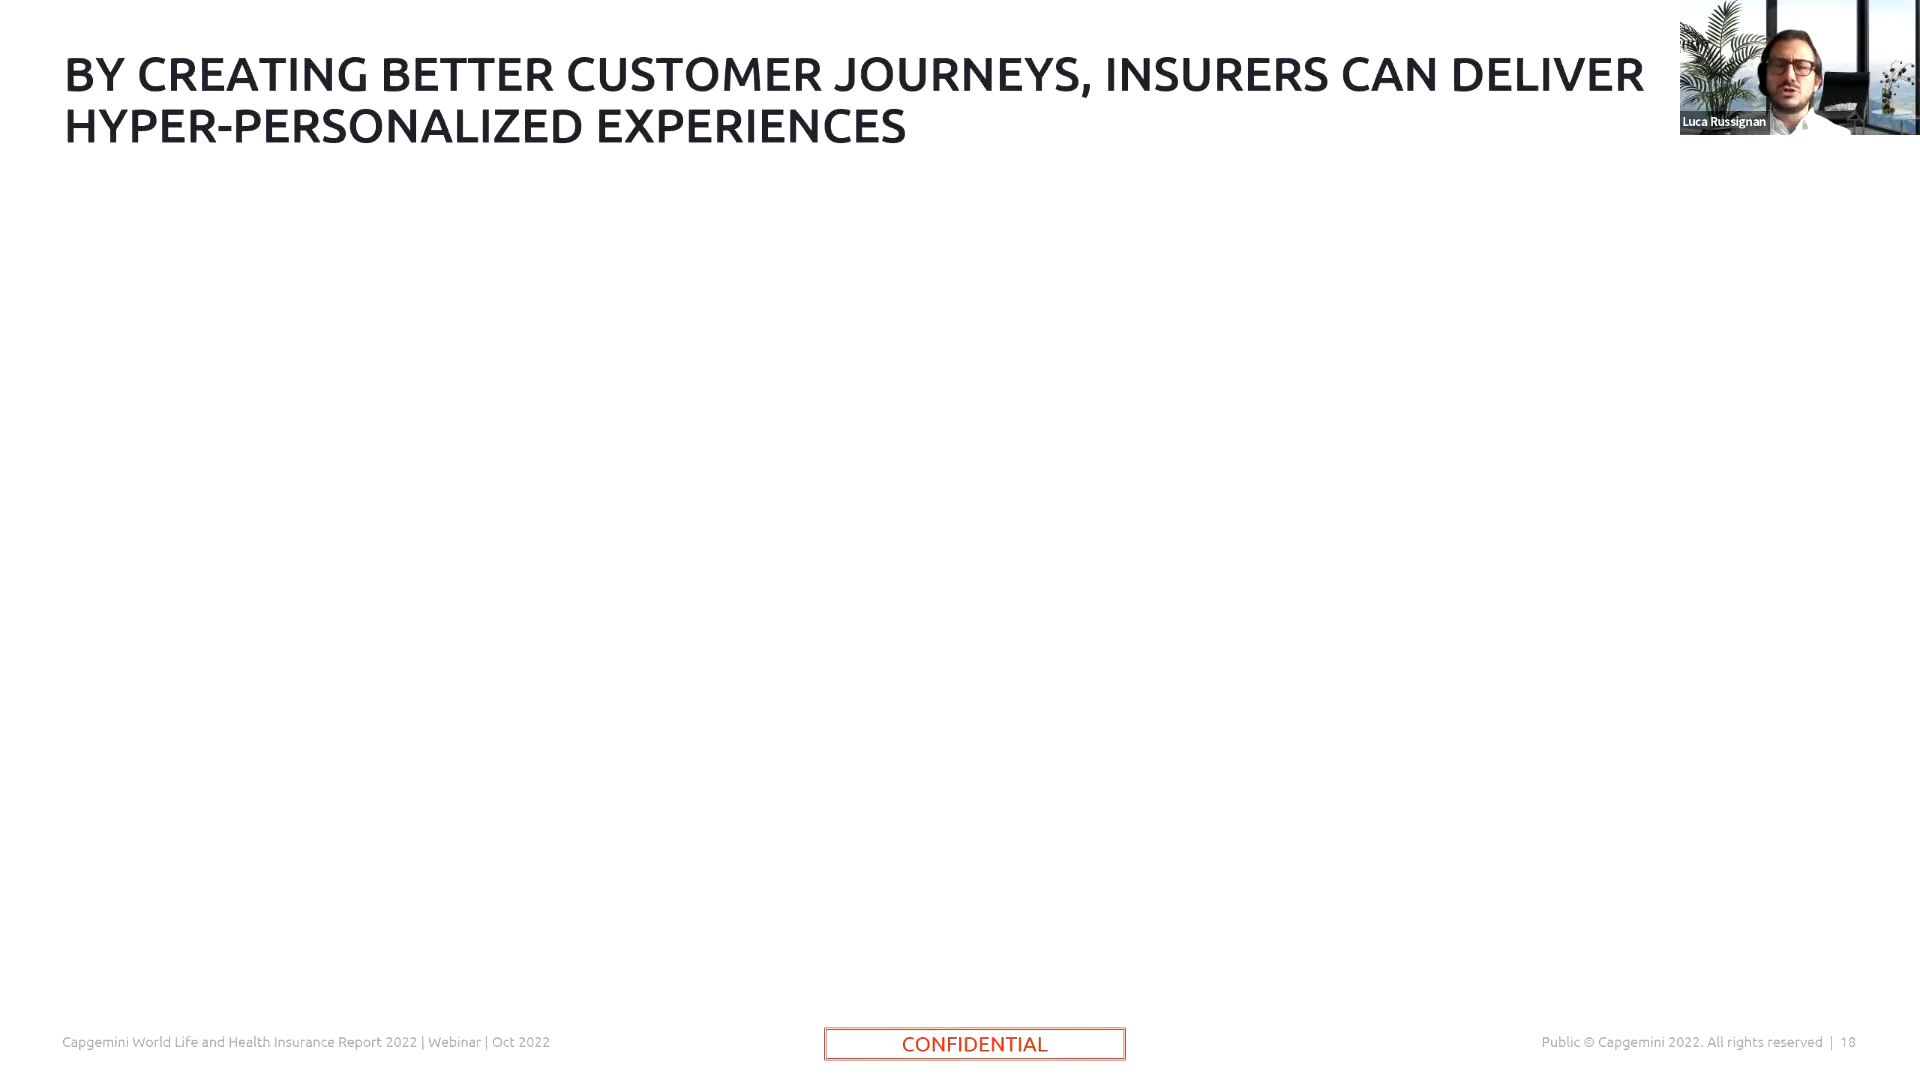 BY CREATING BETTER CUSTOMER JOURNEYS, INSURERS CAN DELIVER
HYPER-PERSONALIZED EXPERIENCES
Luca Russignan
Capgemini World Life and Health Insurance Report 2022 | Webinar | Oct 2022
CONFIDENTIAL
Public © Capgemini 2022. All rights reserved | 18